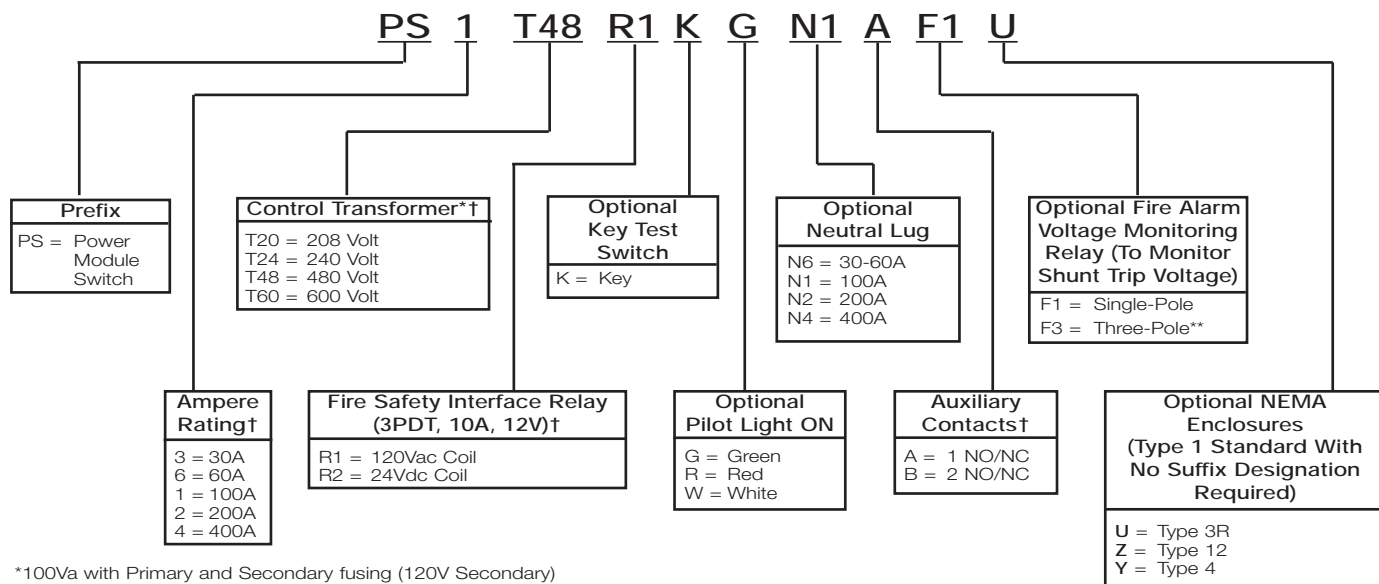 PS 1 T48 R1 K G N1 A F1 U
Prefix
PS = Power
Module
Switch
Control Transformer*†
T20 = 208 Volt
T24 = 240 Volt
T48 = 480 Volt
T60 = 600 Volt
Optional
Key Test
Switch
K = Key
Optional
Neutral Lug
N6 = 30-60A
N1 = 100A
N2 = 200A
N4 = 400A
Optional Fire Alarm
Voltage Monitoring
Relay (To Monitor
Shunt Trip Voltage)
F1 = Single-Pole
F3 = Three-Pole**
Ampere
Rating†
3 = 30A
6 = 60A
1 = 100A
2 = 200A
4 = 400A
Fire Safety Interface Relay
(3PDT, 10A, 12V)†
R1 = 120Vac Coil
R2 = 24Vdc Coil
Optional
Pilot Light ON
G = Green
R = Red
W = White
Auxiliary
Contacts†
A = 1 NO/NC
B = 2 NO/NC
Optional NEMA
Enclosures
(Type 1 Standard With
No Suffix Designation
Required)
U = Type 3R
Z = Type 12
Y = Type 4
*100Va with Primary and Secondary fusing (120V Secondary)